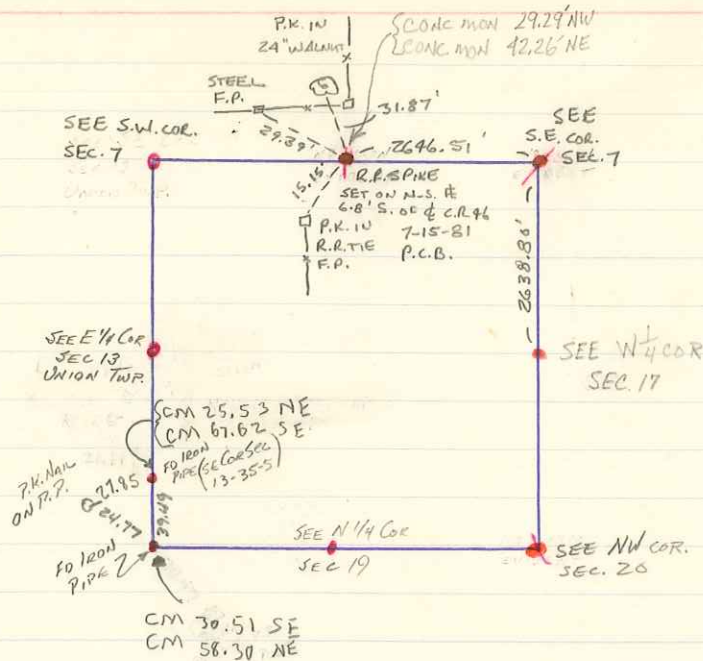 P.K. IN
24" WALNUT
CONC MON 29.29' NW
CONC. MON 42.26' NE
STEEL
F.P.
6
31.87'
29.39'
SEE S.W. COR.
SEC. 7
2646.51'
SEE
S.E. COR.
SEC. 7
15.15'
R.R. SPIKE
SET ON N-S. ℄
6.8' S. OF ℄ C.R. 46
7-15-81
P.C.B.
P.K. IN
R.R. TIE
F.P.
2638.80'
SEE E 1/4 COR
SEC 13
UNION TWP.
SEE W 1/4 COR
SEC. 17
CM 25.53 NE
CM 67.62 SE
FD IRON
PIPE (SE Cor Sec
13-35-5)
P.K. NAIL
ON P.P.
27.85
24.77
39.49
FD IRON
PIPE
SEE N 1/4 COR
SEC 19
SEE NW COR.
SEC. 20
CM 30.51 SE
CM 58.30 NE